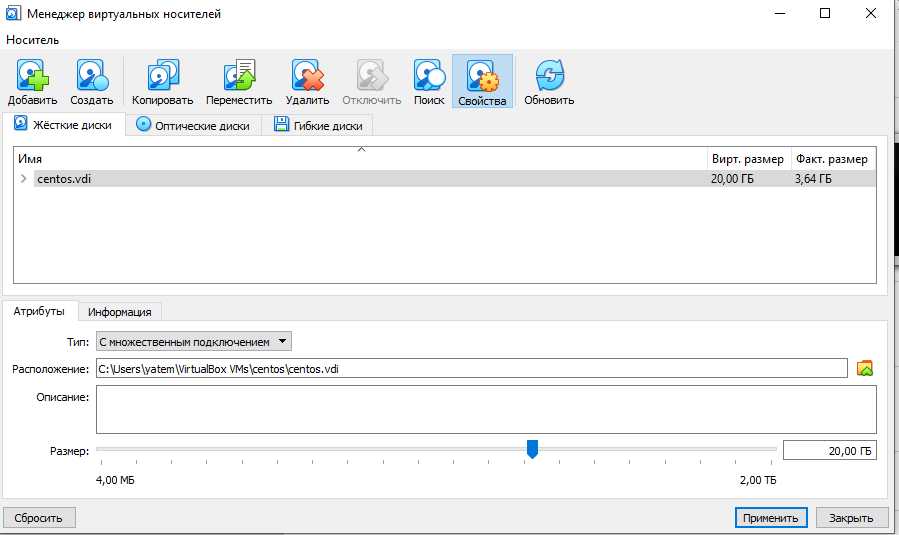 Менеджер виртуальных носителей
Носитель
Добавить Создать Копировать Переместить Удалить Отключить Поиск Свойства Обновить
Жёсткие диски Оптические диски Гибкие диски
Имя Вирт. размер Факт. размер
centos.vdi 20,00 ГБ 3,64 ГБ
Атрибуты Информация
Тип: С множественным подключением
Расположение: C:\Users\yatem\VirtualBox VMs\centos\centos.vdi
Описание:
Размер: 20,00 ГБ
4,00 МБ 2,00 ТБ
Сбросить Применить Закрыть